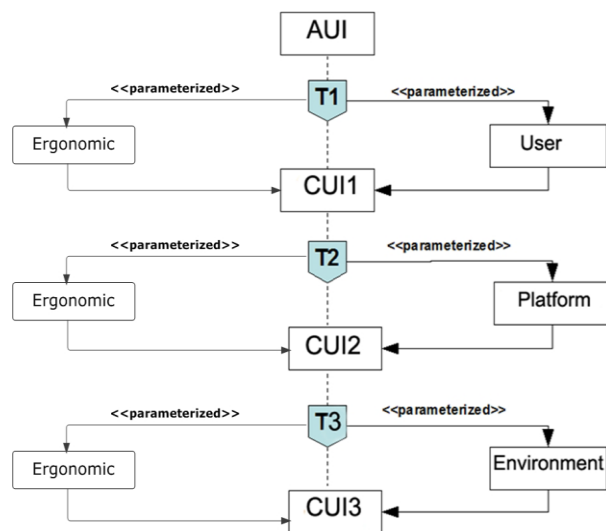 AUI
<<parameterized>>
T1
<<parameterized>>
Ergonomic
User
CUI1
<<parameterized>>
T2
<<parameterized>>
Ergonomic
Platform
CUI2
<<parameterized>>
T3
<<parameterized>>
Ergonomic
Environment
CUI3